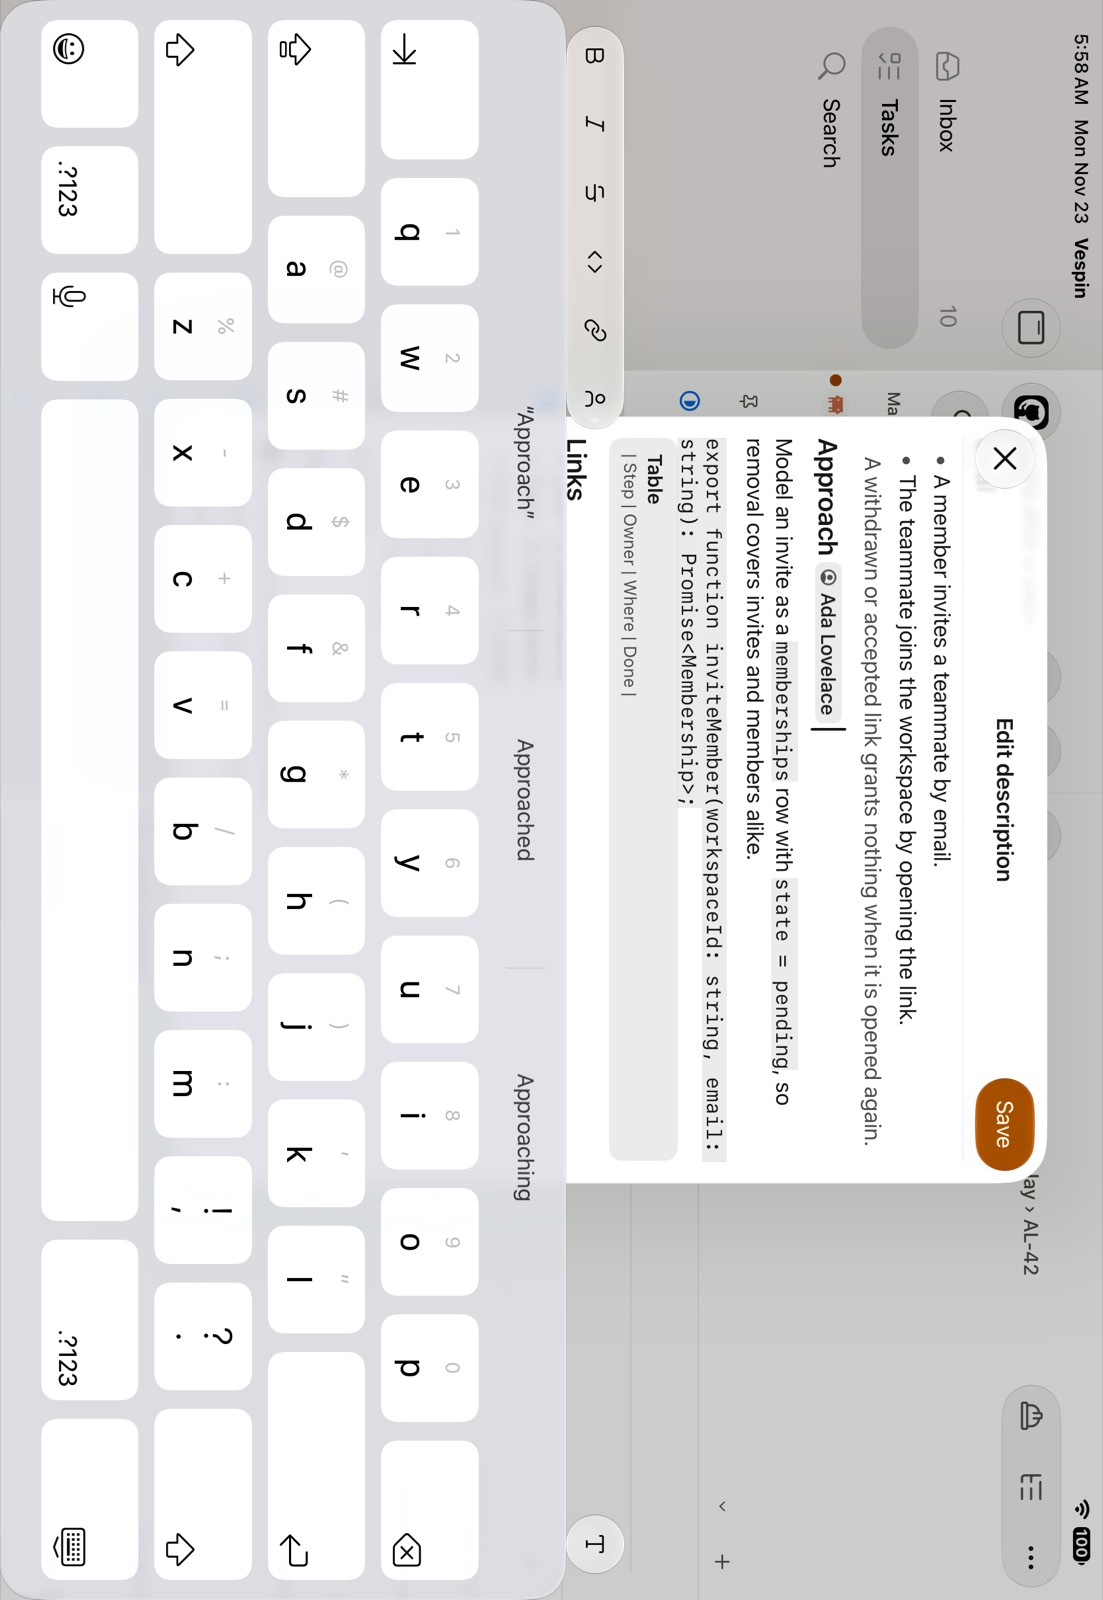 5:58 AM Mon Nov 23 Vespin
100
Inbox 10
Tasks
Search
Ma
lay › AL-42
Edit description
Save
• A member invites a teammate by email.
• The teammate joins the workspace by opening the link.
A withdrawn or accepted link grants nothing when it is opened again.
Approach Ada Lovelace
Model an invite as a memberships row with state = pending, so
removal covers invites and members alike.
export function inviteMember(workspaceId: string, email:
string): Promise<Membership>;
Table
| Step | Owner | Where | Done |
Links
B I S <> T
“Approach” Approached Approaching
1 2 3 4 5 6 7 8 9 0
q w e r t y u i o p
@ # $ & * ( ) ' "
a s d f g h j k l
% - + = / ; : ! ?
z x c v b n m , .
.?123 .?123